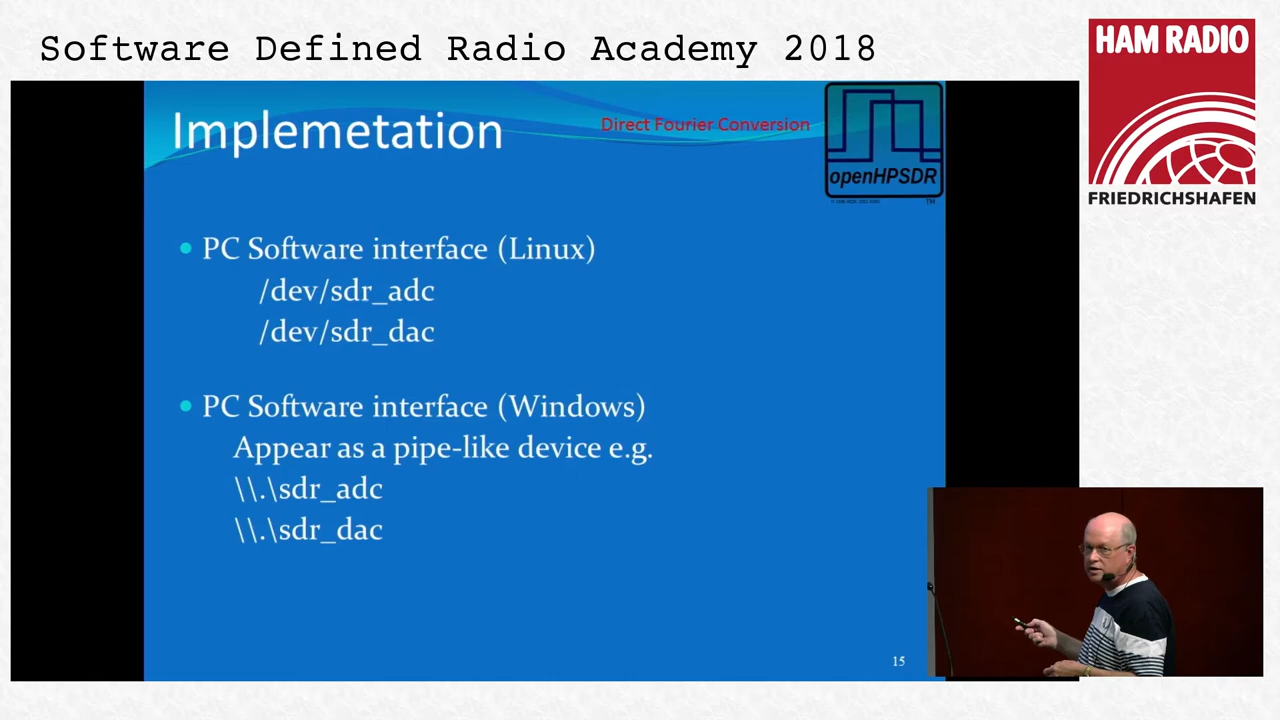 Software Defined Radio Academy 2018
HAM RADIO
FRIEDRICHSHAFEN
Implemetation
Direct Fourier Conversion
openHPSDR
TM
• PC Software interface (Linux)
/dev/sdr_adc
/dev/sdr_dac
• PC Software interface (Windows)
Appear as a pipe-like device e.g.
\\.\sdr_adc
\\.\sdr_dac
15